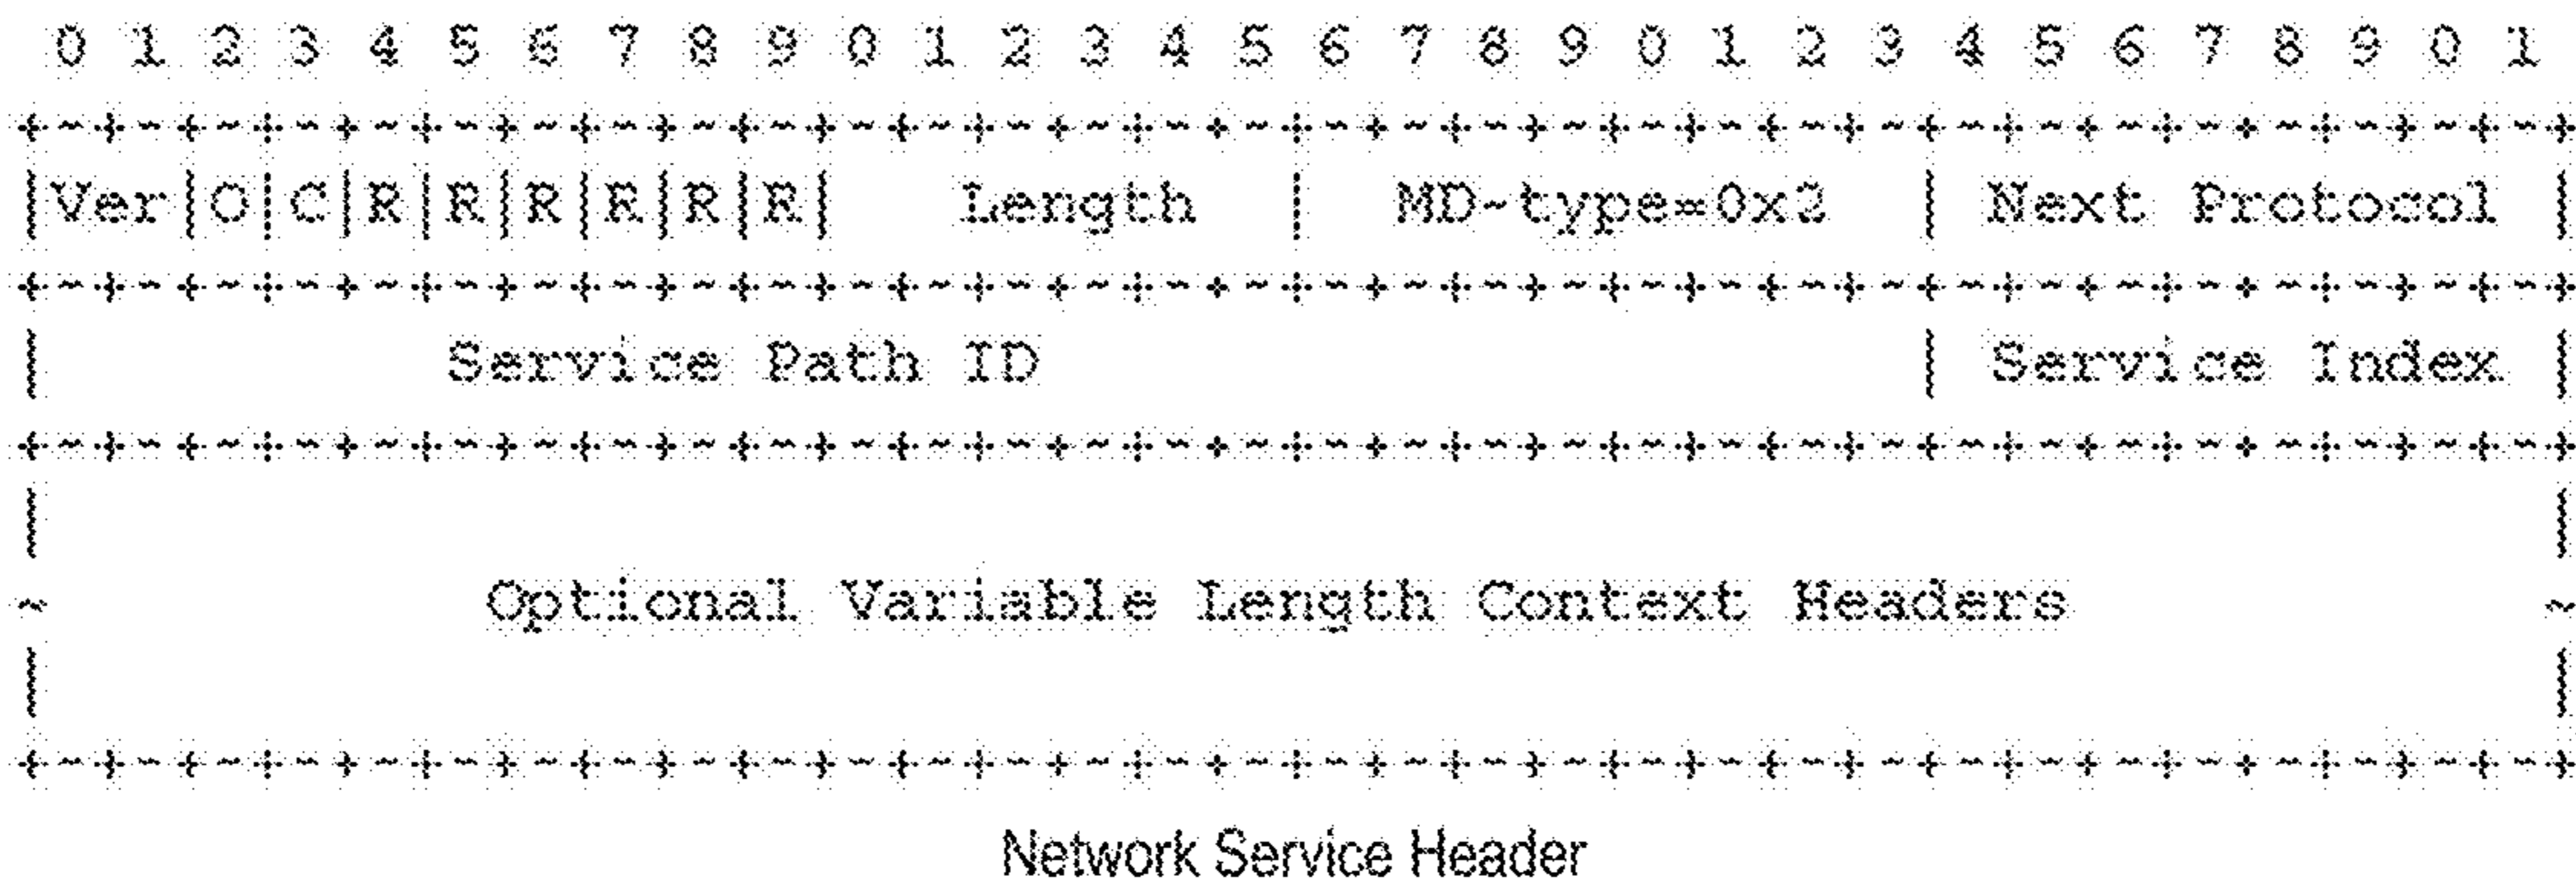 0 1 2 3 4 5 6 7 8 9 0 1 2 3 4 5 6 7 8 9 0 1 2 3 4 5 6 7 8 9 0 1
+-+-+-+-+-+-+-+-+-+-+-+-+-+-+-+-+-+-+-+-+-+-+-+-+-+-+-+-+-+-+-+-+
|Ver|O|C|R|R|R|R|R|R| Length | MD-type=0x2 | Next Protocol |
+-+-+-+-+-+-+-+-+-+-+-+-+-+-+-+-+-+-+-+-+-+-+-+-+-+-+-+-+-+-+-+-+
| Service Path ID | Service Index |
+-+-+-+-+-+-+-+-+-+-+-+-+-+-+-+-+-+-+-+-+-+-+-+-+-+-+-+-+-+-+-+-+
| |
~ Optional Variable Length Context Headers ~
| |
+-+-+-+-+-+-+-+-+-+-+-+-+-+-+-+-+-+-+-+-+-+-+-+-+-+-+-+-+-+-+-+-+
Network Service Header